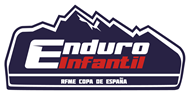 Enduro
Infantil
RFME COPA DE ESPAÑA